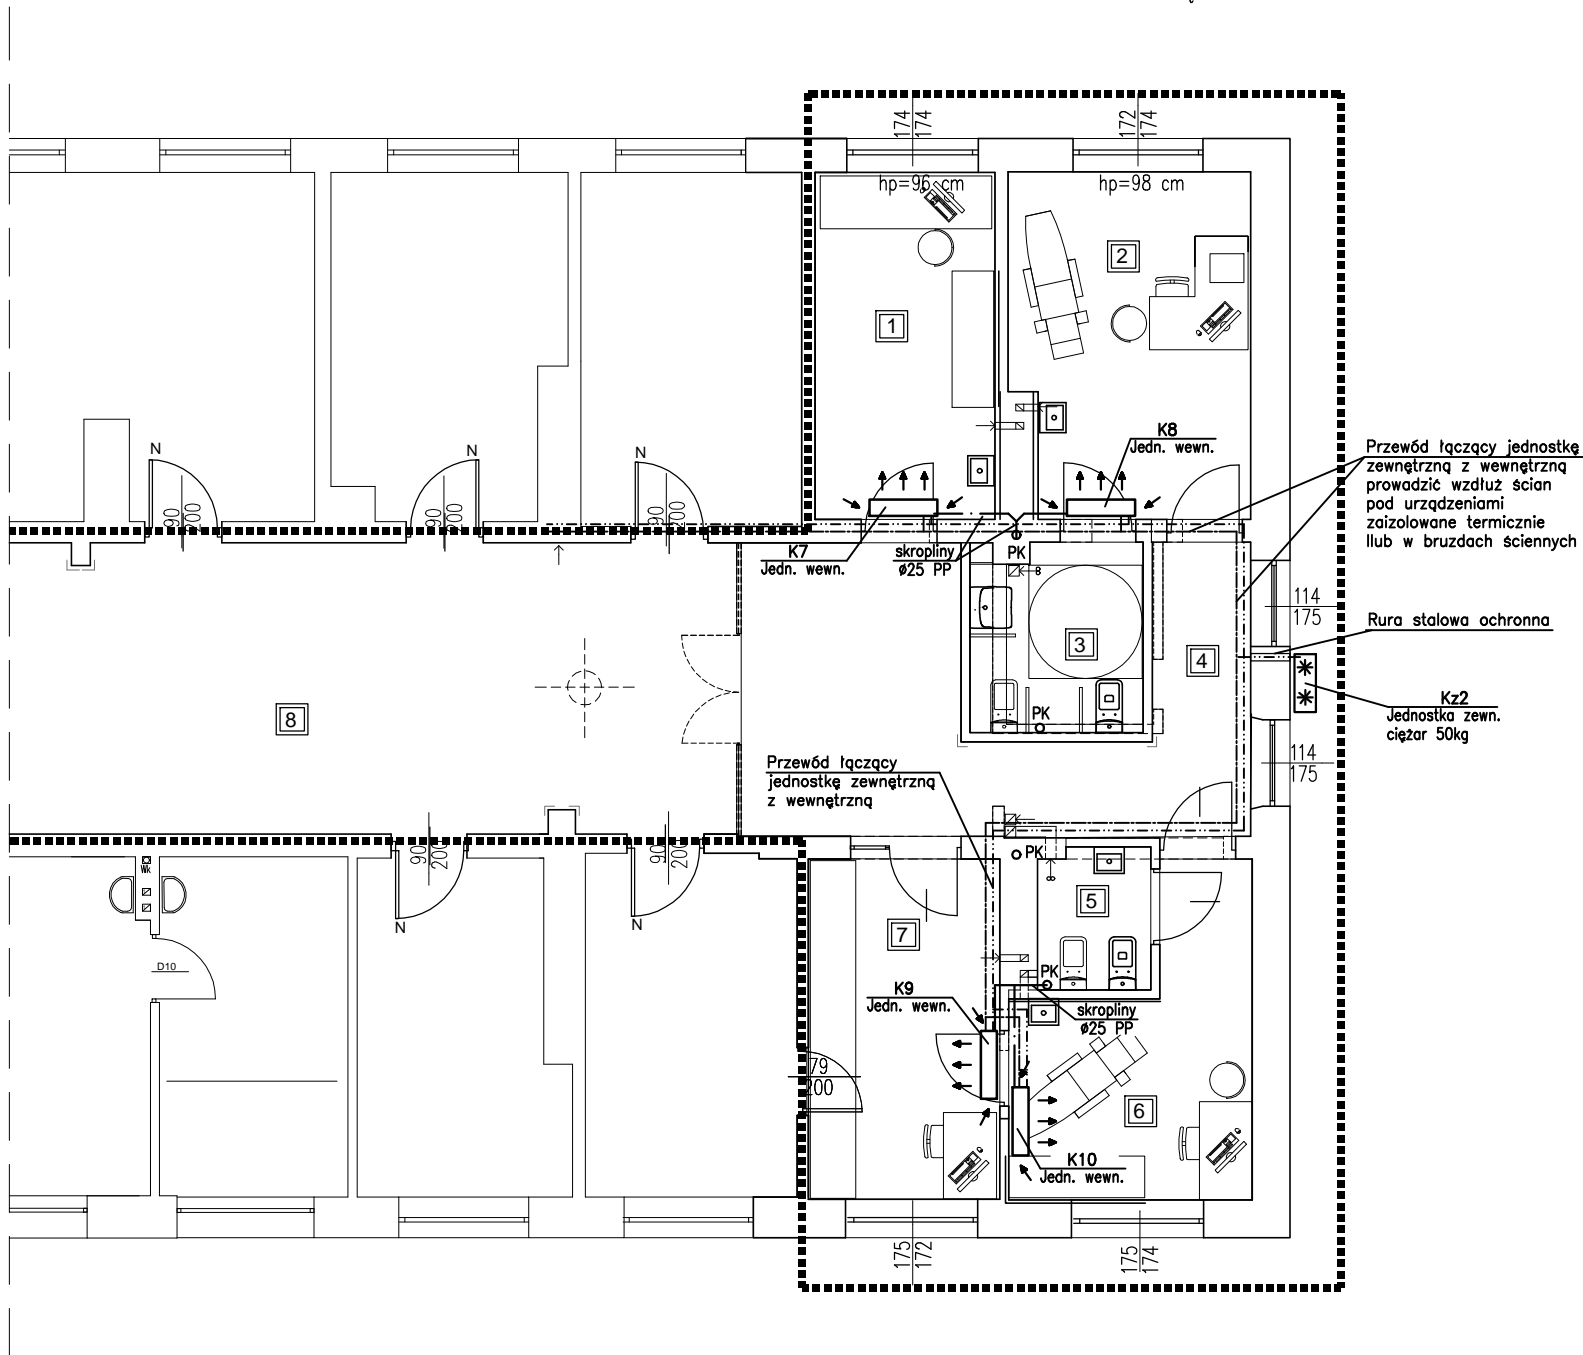 174
174
172
174
hp=96 cm
hp=98 cm
1
2
K8
Jedn. wewn.
Przewód łączący jednostkę
zewnętrzną z wewnętrzną
prowadzić wzdłuż ścian
pod urządzeniami
zaizolowane termicznie
llub w bruzdach ściennych
N
N
N
90
200
90
200
90
200
K7
Jedn. wewn.
skropliny
ø25 PP
PK
3
4
114
175
Rura stalowa ochronna
8
PK
Kz2
Jednostka zewn.
ciężar 50kg
114
175
Przewód łączący
jednostkę zewnętrzną
z wewnętrzną
90
200
90
200
Wk
PK
5
7
N
N
D10
PK
K9
Jedn. wewn.
skropliny
ø25 PP
79
200
6
K10
Jedn. wewn.
175
172
175
174